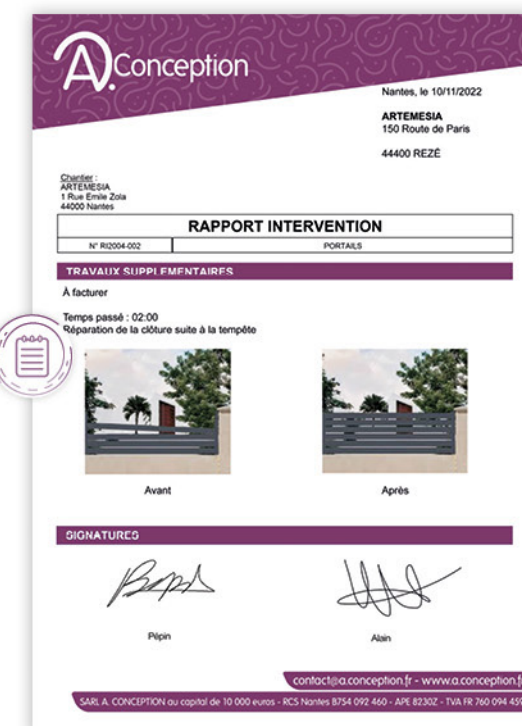 A.Conception
Nantes, le 10/11/2022
ARTEMESIA
150 Route de Paris
44400 REZÉ
Chantier :
ARTEMESIA
1 Rue Emile Zola
44000 Nantes
RAPPORT INTERVENTION
N° RI2004-002 PORTAILS
TRAVAUX SUPPLEMENTAIRES
À facturer
Temps passé : 02:00
Réparation de la clôture suite à la tempête
Avant Après
SIGNATURES
Pépin Alain
contact@a.conception.fr - www.a.conception.fr
SARL A. CONCEPTION au capital de 10 000 euros - RCS Nantes B754 092 460 - APE 8230Z - TVA FR 760 094 459